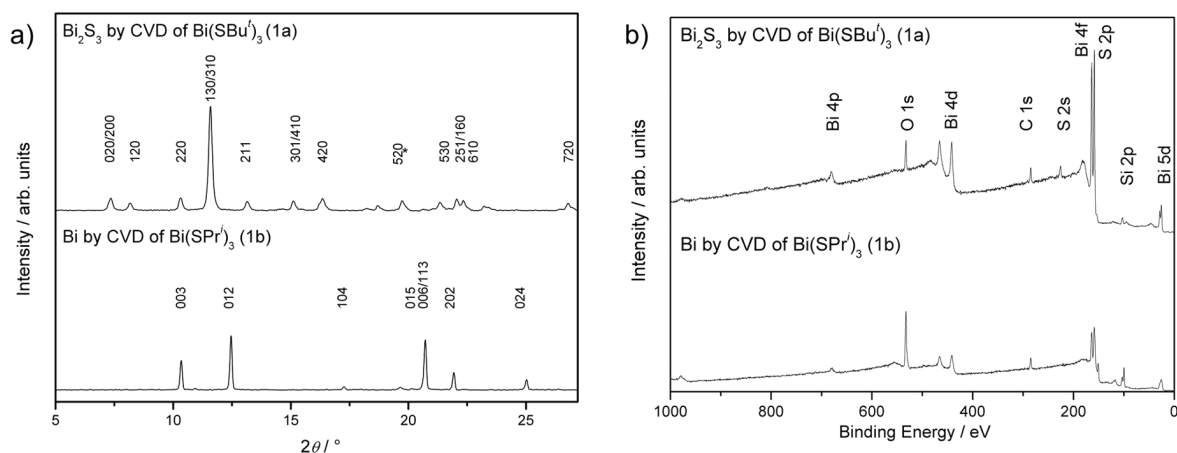 a)
Bi₂S₃ by CVD of Bi(SBuᵗ)₃ (1a)
020/200
120
220
130/310
211
301/410
420
520*
530
251/160
610
720
Bi by CVD of Bi(SPrⁱ)₃ (1b)
003
012
104
015
006/113
202
024
Intensity / arb. units
5 10 15 20 25
2θ / °
b)
Bi₂S₃ by CVD of Bi(SBuᵗ)₃ (1a)
Bi 4p
O 1s
Bi 4d
C 1s
S 2s
Bi 4f
S 2p
Si 2p
Bi 5d
Bi by CVD of Bi(SPrⁱ)₃ (1b)
Intensity / arb. units
1000 800 600 400 200 0
Binding Energy / eV